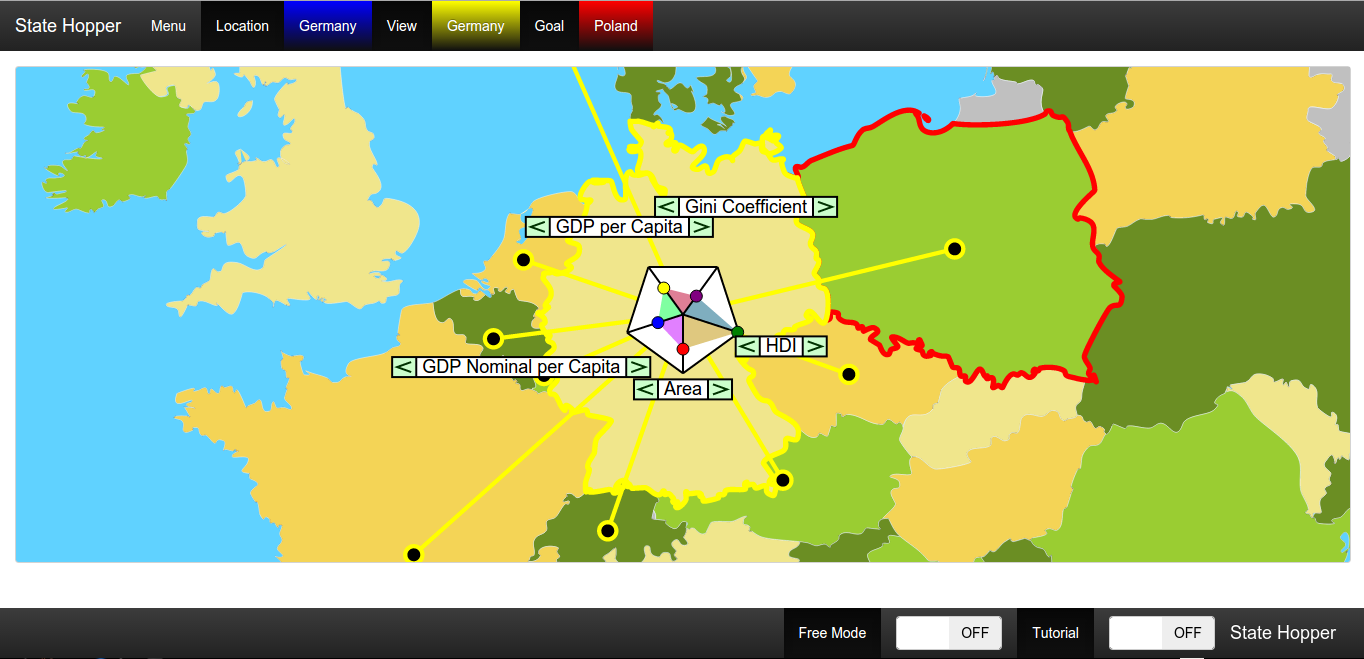 State Hopper Menu Location Germany View Germany Goal Poland
< Gini Coefficient >
< GDP per Capita >
< HDI >
< GDP Nominal per Capita >
< Area >
Free Mode OFF Tutorial OFF State Hopper